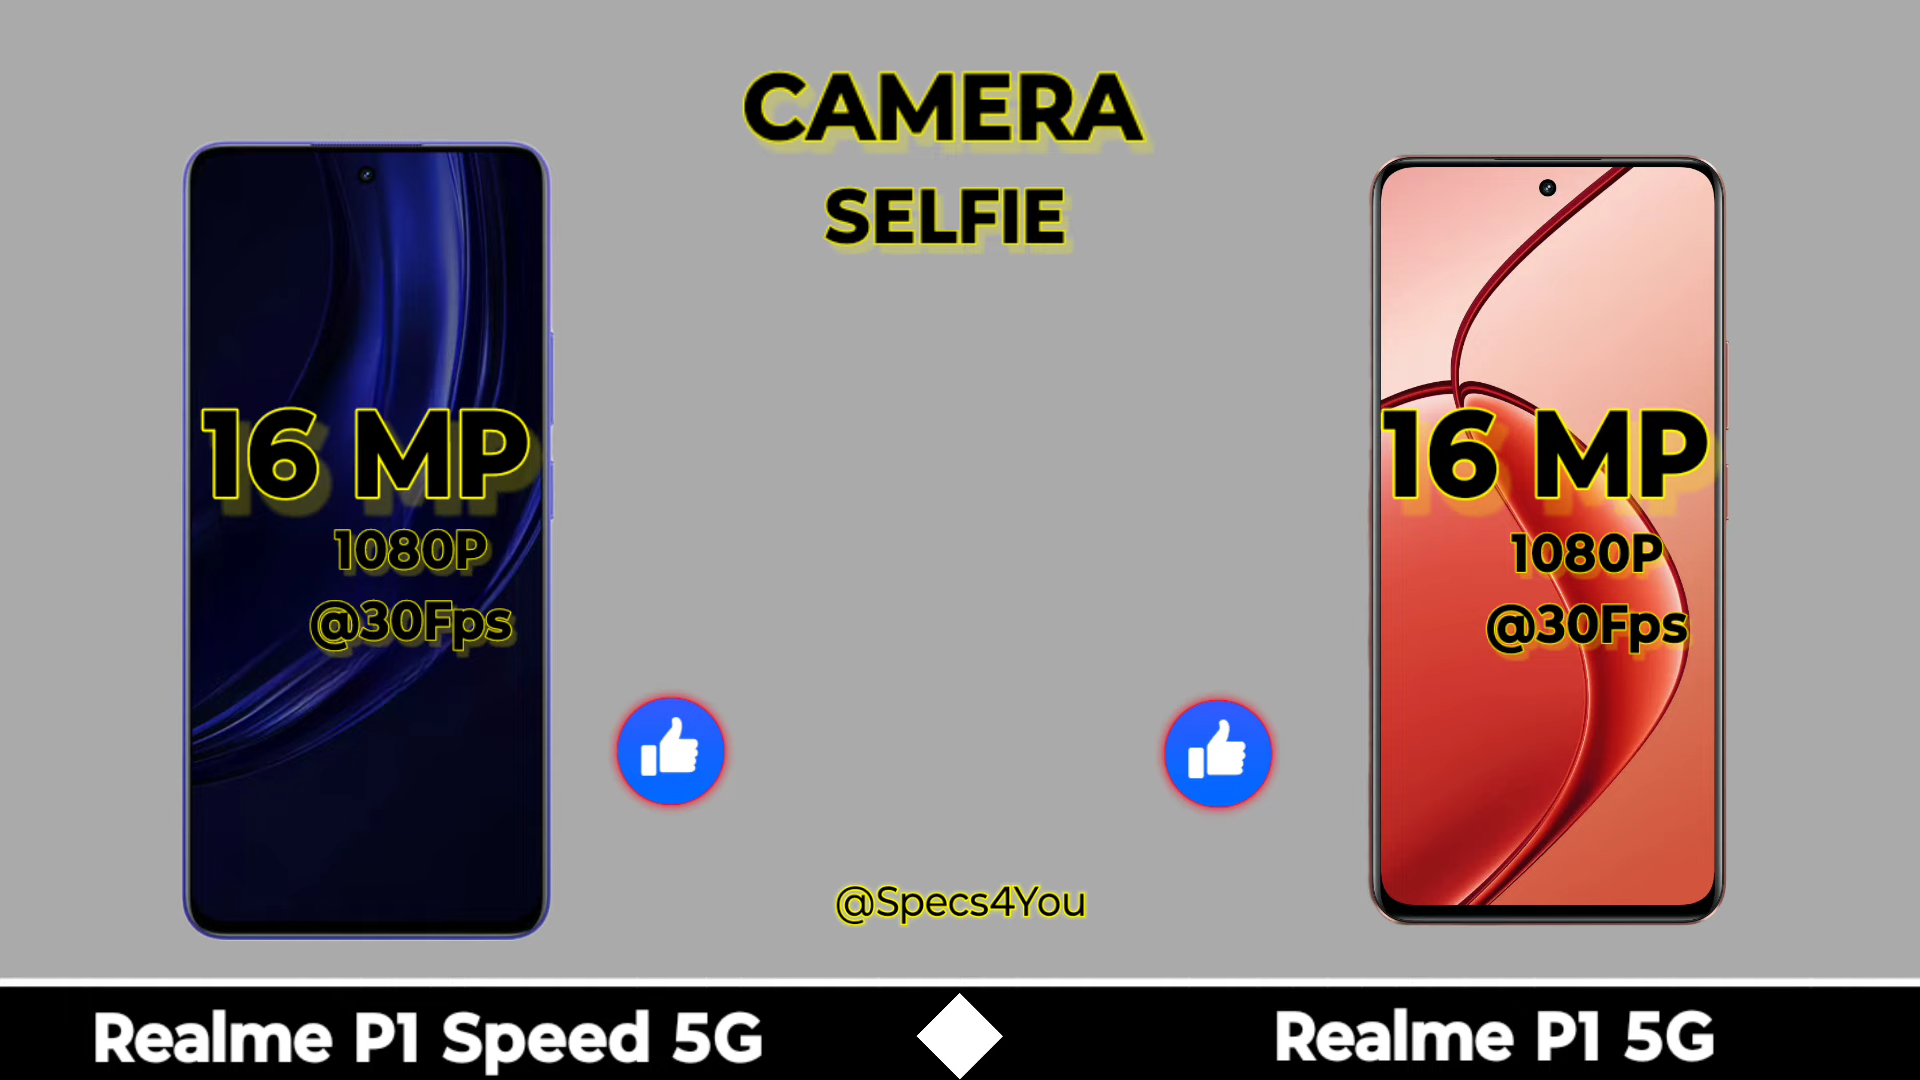 CAMERA
SELFIE
16 MP
1080P
@30Fps
16 MP
1080P
@30Fps
@Specs4You
Realme P1 Speed 5G
Realme P1 5G